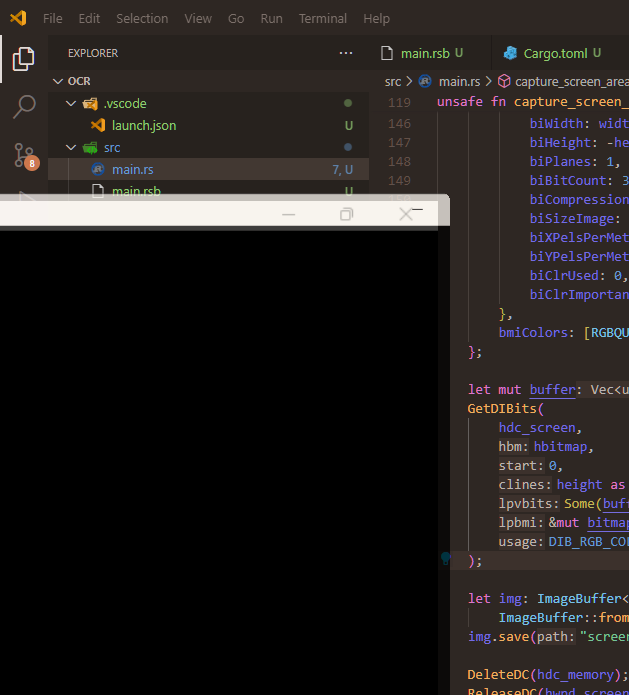 File Edit Selection View Go Run Terminal Help
EXPLORER ··· main.rsb U Cargo.toml U
OCR src > main.rs > capture_screen_area
.vscode
launch.json U
src
main.rs 7, U
main.rsb U
8
119 unsafe fn capture_screen_
146 biWidth: widt
147 biHeight: -he
148 biPlanes: 1,
149 biBitCount: 3
biCompression
biSizeImage:
biXPelsPerMet
biYPelsPerMet
biClrUsed: 0,
biClrImportan
},
bmiColors: [RGBQU
};
let mut buffer: Vec<u
GetDIBits(
hdc_screen,
hbm: hbitmap,
start: 0,
clines: height as
lpvbits: Some(buff
lpbmi: &mut bitmap
usage: DIB_RGB_COL
);
let img: ImageBuffer<
ImageBuffer::from
img.save(path: "screen
DeleteDC(hdc_memory);
ReleaseDC(hwnd_screen